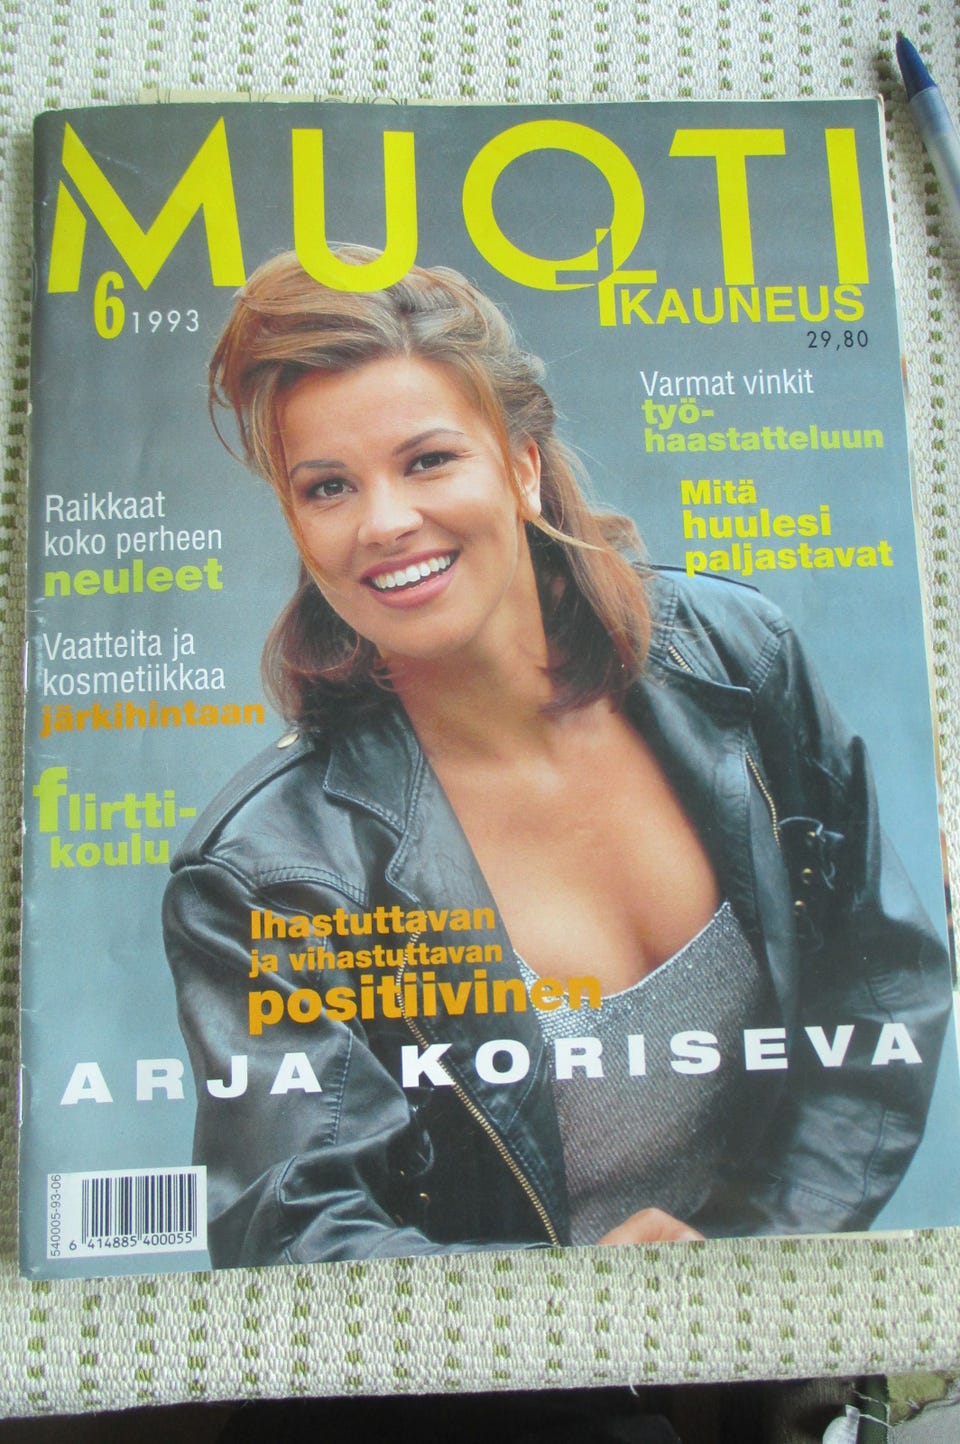 MUOTI
+KAUNEUS
6 1993
29,80
Varmat vinkit
työ-
haastatteluun
Mitä
huulesi
paljastavat
Raikkaat
koko perheen
neuleet
Vaatteita ja
kosmetiikkaa
järkihintaan
flirtti-
koulu
Ihastuttavan
ja vihastuttavan
positiivinen
ARJA KORISEVA
540005-93-06
6 414885 400055